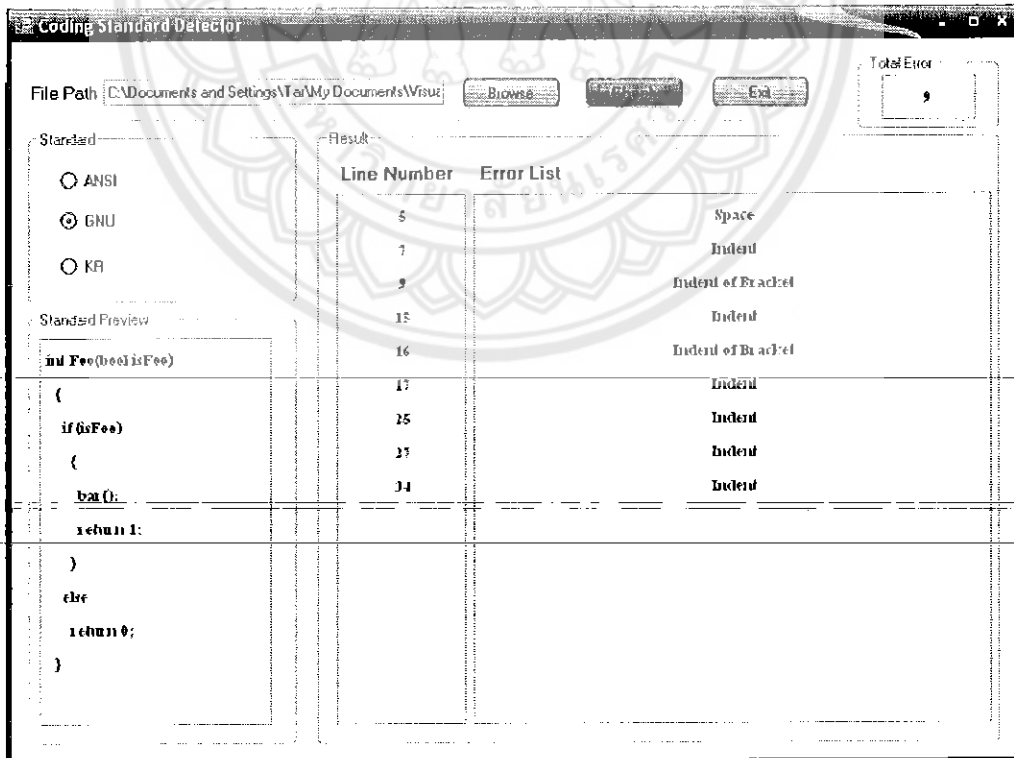 Coding Standard Detector
File Path C:\Documents and Settings\Tar\My Documents\Visua Browse Exit
Total Error
9
Standard
ANSI
GNU
KR
Standard Preview
int Foo(bool isFoo)
{
if(isFoo)
{
bar();
return 1;
}
else
return 0;
}
Result
Line Number Error List
5 Space
7 Indent
9 Indent of Bracket
15 Indent
16 Indent of Bracket
17 Indent
Indent
Indent
34 Indent